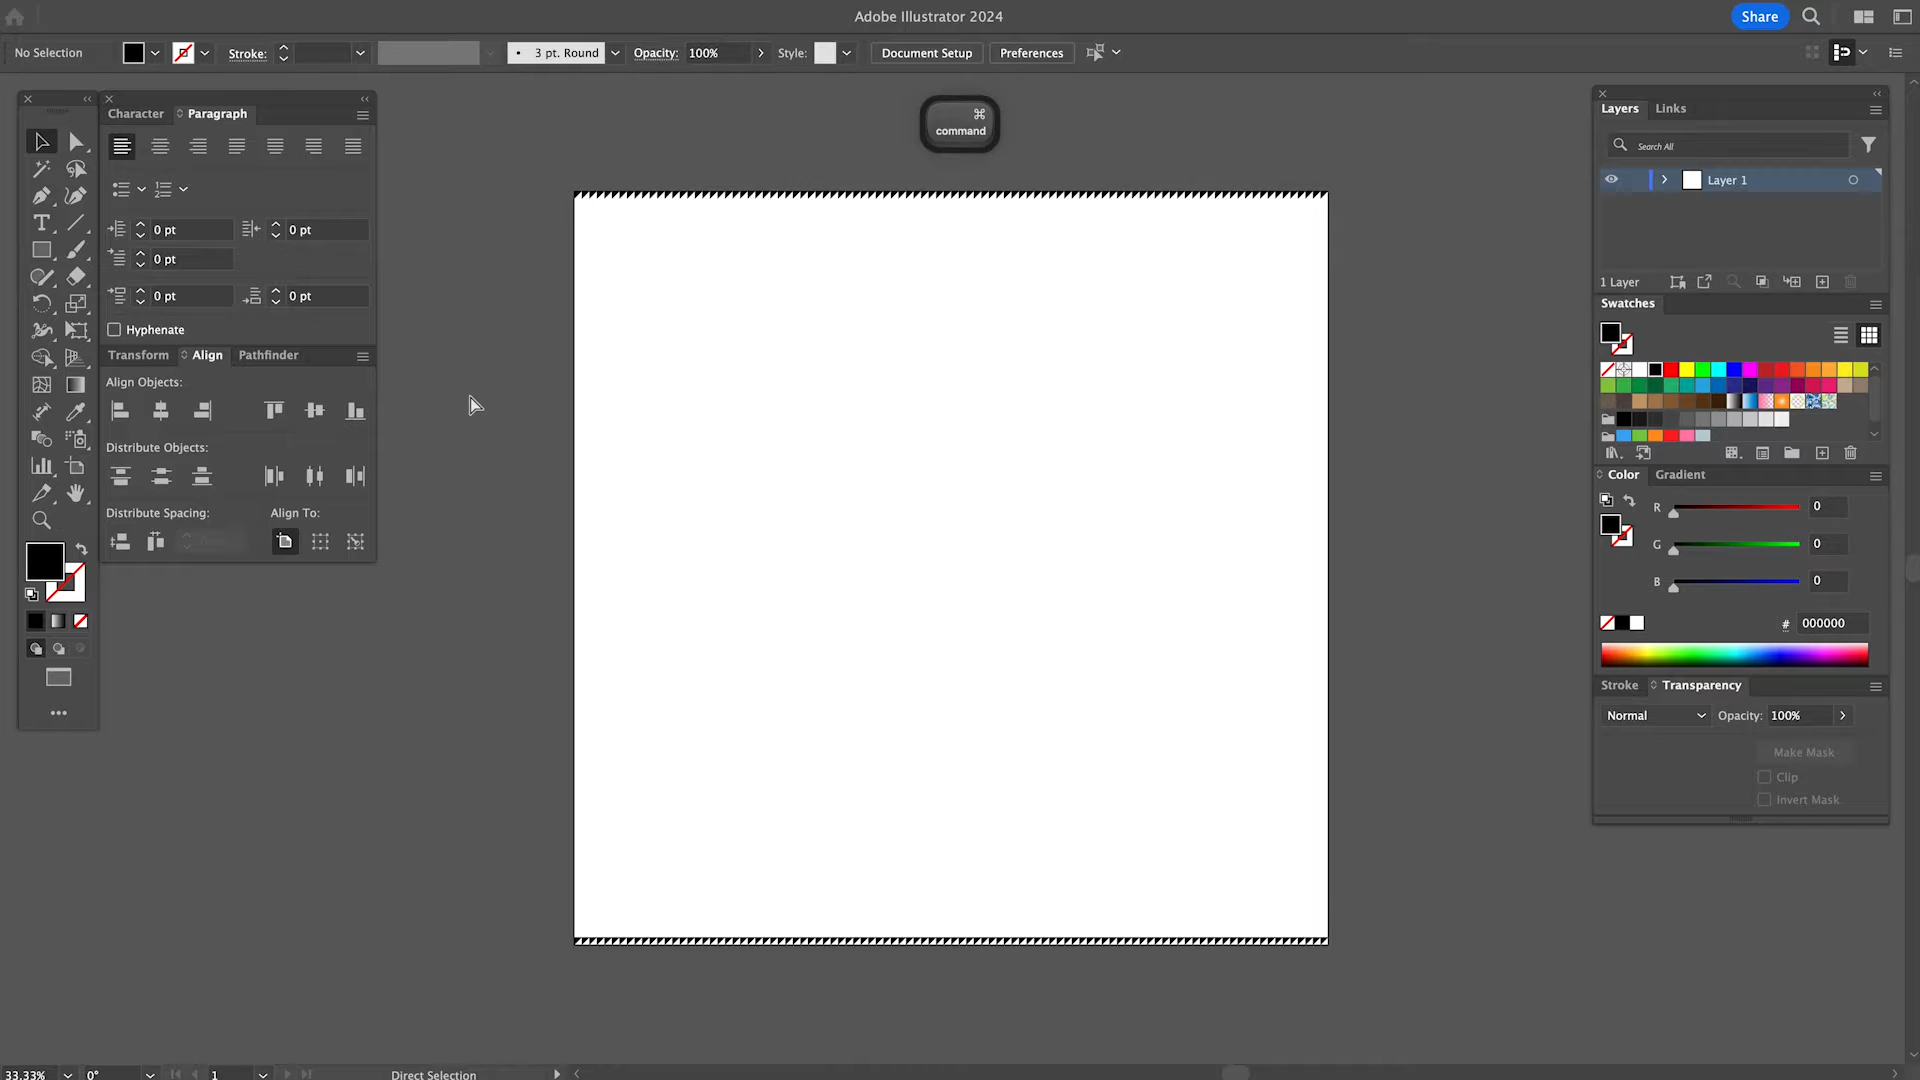 Adobe Illustrator 2024
Share
No Selection
Stroke:
3 pt. Round
Opacity: 100%
Style:
Document Setup
Preferences
Character
Paragraph
⌘
command
0 pt
0 pt
0 pt
0 pt
0 pt
Hyphenate
Transform
Align
Pathfinder
Align Objects:
Distribute Objects:
Distribute Spacing:
Align To:
Layers
Links
Search All
Layer 1
1 Layer
Swatches
Color
Gradient
R 0
G 0
B 0
# 000000
Stroke
Transparency
Normal
Opacity: 100%
Make Mask
Clip
Invert Mask
33.33%
0°
1
Direct Selection